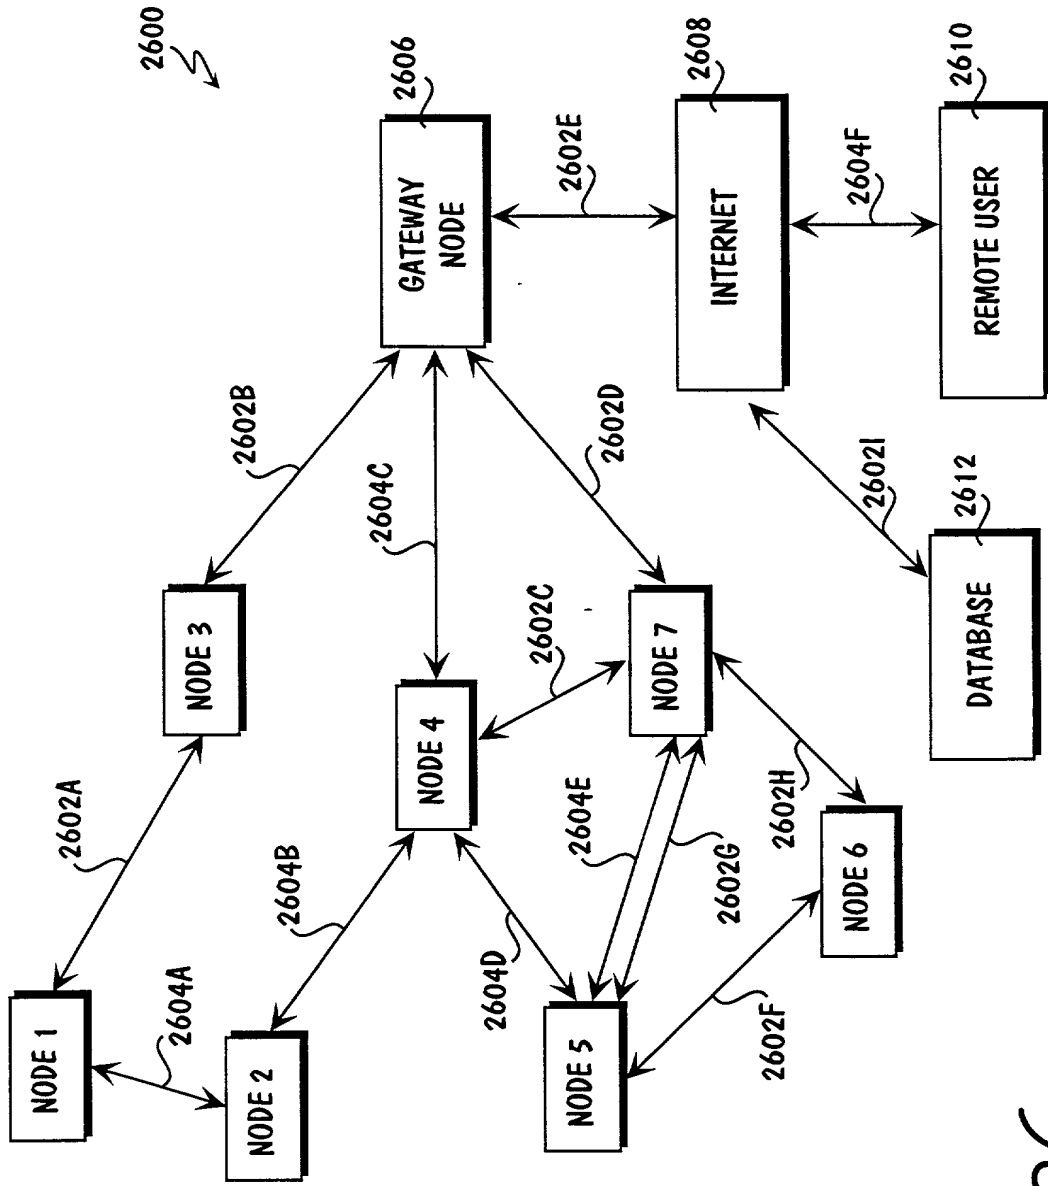 2600
NODE 1
2602A
NODE 3
2602B
GATEWAY
NODE
2606
2604A
NODE 2
2604B
NODE 4
2604C
2602E
2604D
2602C
2602D
NODE 5
2604E
2602G
NODE 7
INTERNET
2608
2602F
2602H
NODE 6
2602I
2604F
DATABASE
2612
REMOTE USER
2610